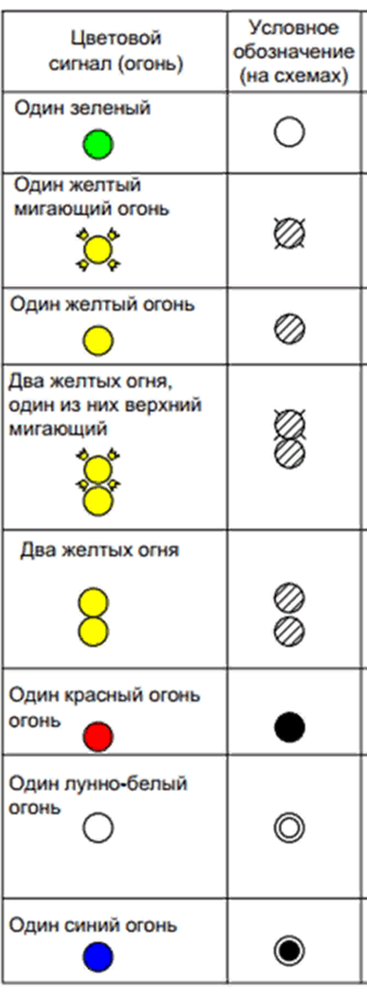 Цветовой
сигнал (огонь)
Условное
обозначение
(на схемах)
Один зеленый
Один желтый
мигающий огонь
Один желтый огонь
Два желтых огня,
один из них верхний
мигающий
Два желтых огня
Один красный огонь
огонь
Один лунно-белый
огонь
Один синий огонь